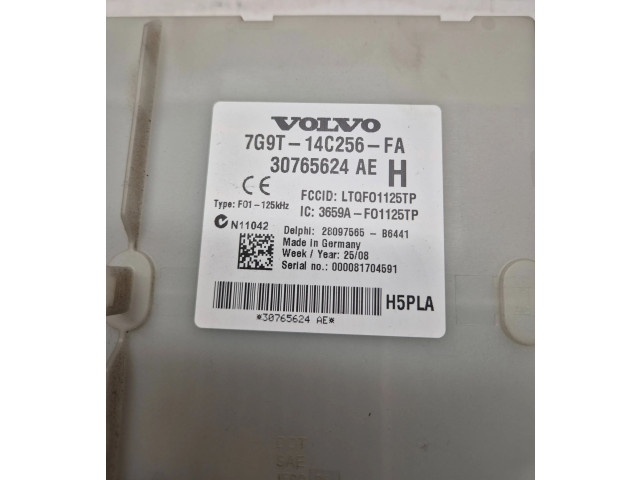 VOLVO
7G9T-14C256-FA
30765624 AE H
FCCID: LTQFO1125TP
Type: F01-125kHz IC: 3659A-FO1125TP
N11042 Delphi: 28097565- B6441
Made in Germany
Week / Year: 25/08
Serial no.: 000081704591
H5PLA
*30765624 AE*